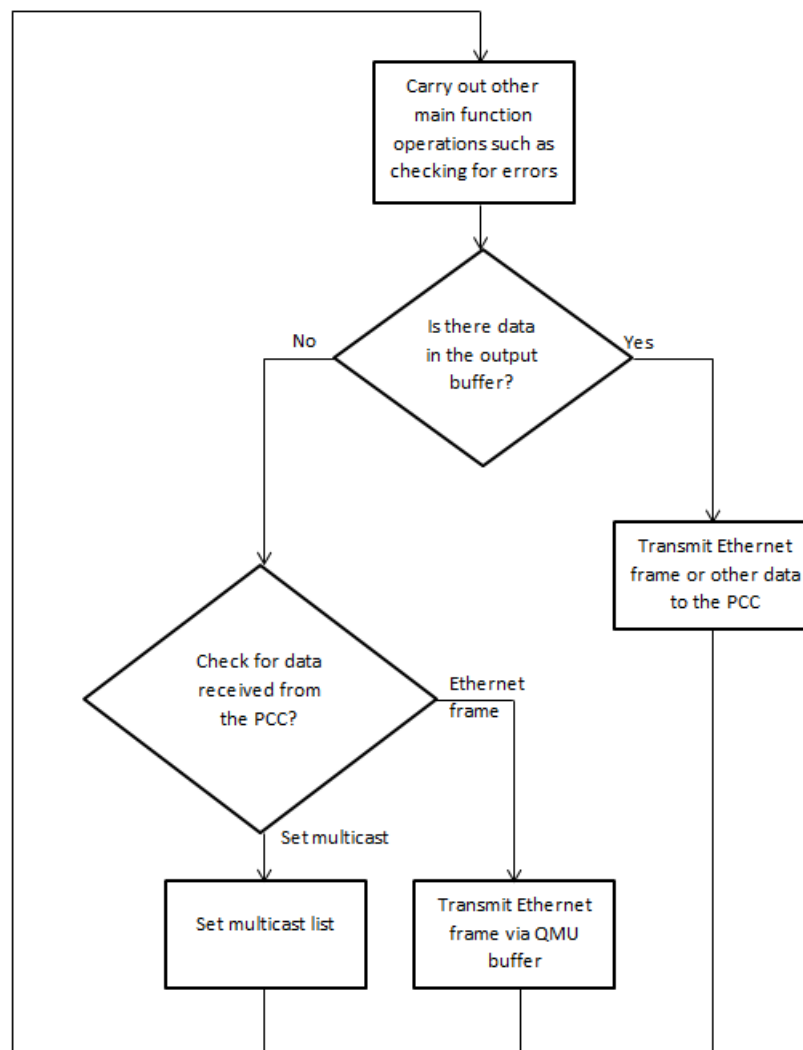 Carry out other
main function
operations such as
checking for errors
Is there data
in the output
buffer?
No
Yes
Transmit Ethernet
frame or other data
to the PCC
Check for data
received from
the PCC?
Ethernet
frame
Set multicast
Set multicast list
Transmit Ethernet
frame via QMU
buffer